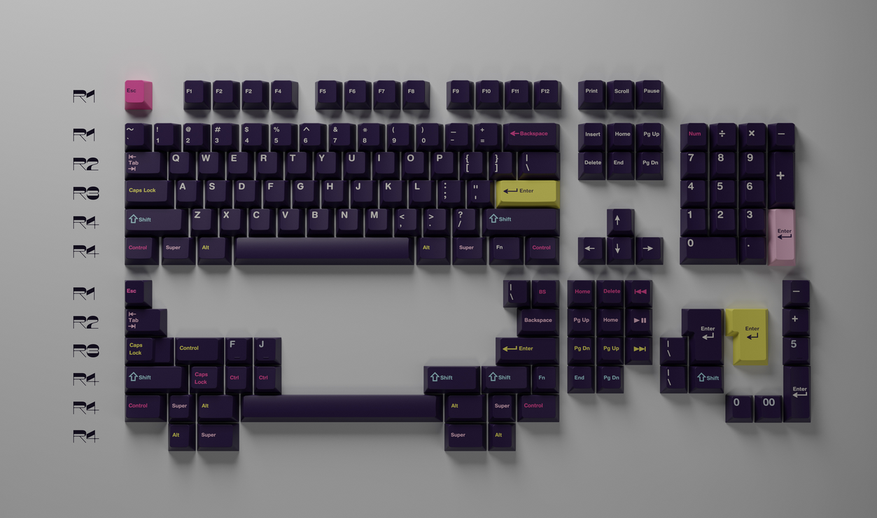 R1 Esc F1 F2 F2 F4 F5 F6 F7 F8 F9 F10 F11 F12 Print Scroll Pause
R1 ~ ` ! 1 @ 2 # 3 $ 4 % 5 ^ 6 & 7 * 8 ( 9 ) 0 _ - + = Backspace Insert Home Pg Up Num ÷ × −
R2 Tab Q W E R T Y U I O P { [ } ] | \ Delete End Pg Dn 7 8 9 +
R3 Caps Lock A S D F G H J K L : ; " ' Enter 4 5 6
R4 Shift Z X C V B N M < , > . ? / Shift ↑ 1 2 3 Enter
R4 Control Super Alt Alt Super Fn Control ← ↓ → 0 .
R1 Esc | \ BS Home Delete −
R2 Tab Backspace Pg Up Home Enter Enter +
R3 Caps Lock Control F J Enter Pg Dn Pg Up | \ 5
R4 Shift Caps Lock Ctrl Ctrl Shift Shift Fn End Pg Dn | \ Shift Enter
R4 Control Super Alt Alt Super Control 0 00
R4 Alt Super Super Alt